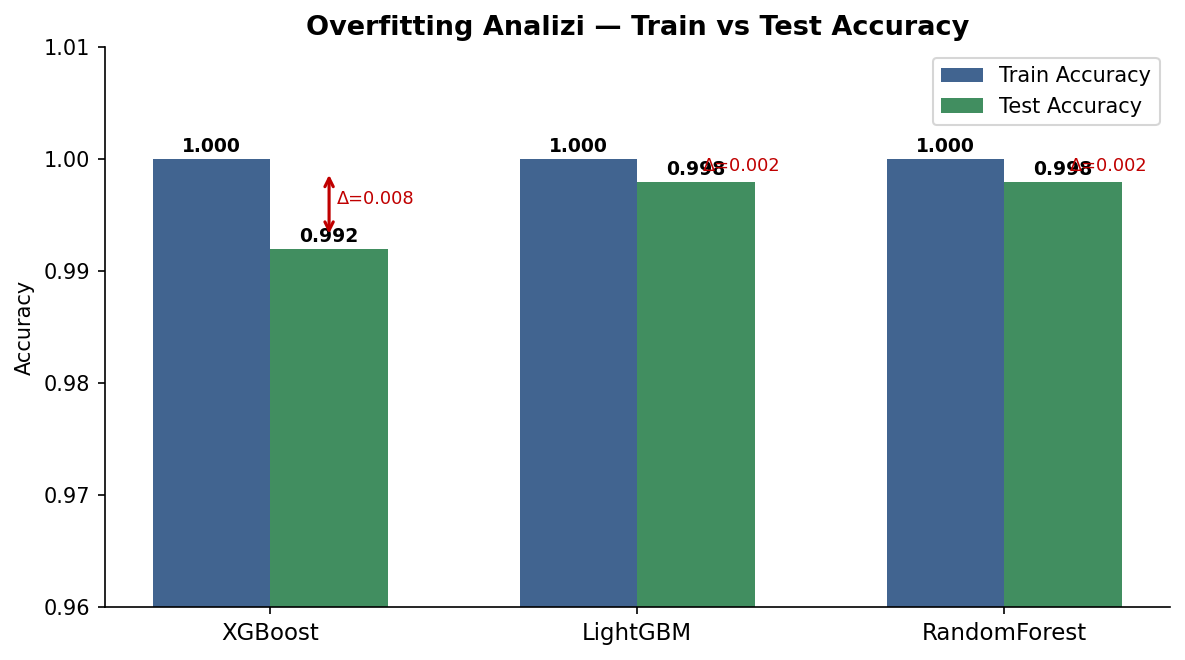 Overfitting Analizi — Train vs Test Accuracy
Train Accuracy
Test Accuracy
Accuracy
1.01
1.00
0.99
0.98
0.97
0.96
1.000
0.992
Δ=0.008
1.000
0.998
Δ=0.002
1.000
0.998
Δ=0.002
XGBoost
LightGBM
RandomForest